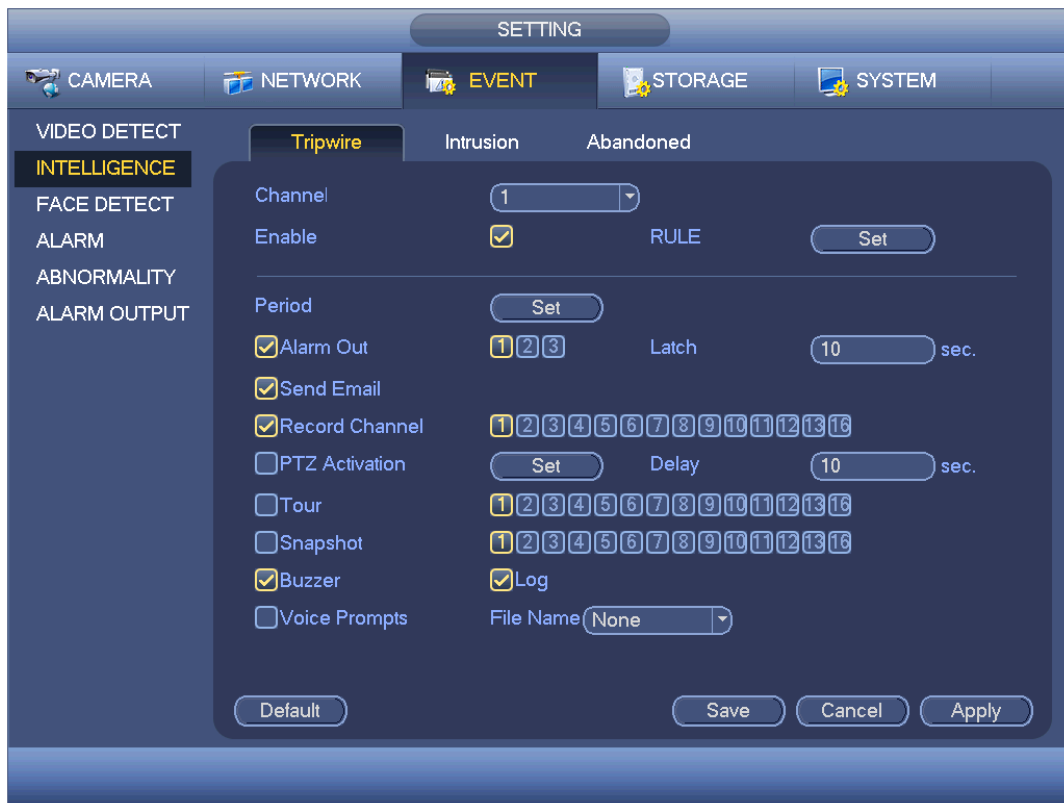 SETTING
CAMERA NETWORK EVENT STORAGE SYSTEM
VIDEO DETECT
INTELLIGENCE
FACE DETECT
ALARM
ABNORMALITY
ALARM OUTPUT
Tripwire Intrusion Abandoned
Channel 1
Enable RULE Set
Period Set
Alarm Out 1 2 3 Latch 10 sec.
Send Email
Record Channel 1 2 3 4 5 6 7 8 9 10 11 12 13 16
PTZ Activation Set Delay 10 sec.
Tour 1 2 3 4 5 6 7 8 9 10 11 12 13 16
Snapshot 1 2 3 4 5 6 7 8 9 10 11 12 13 16
Buzzer Log
Voice Prompts File Name None
Default Save Cancel Apply